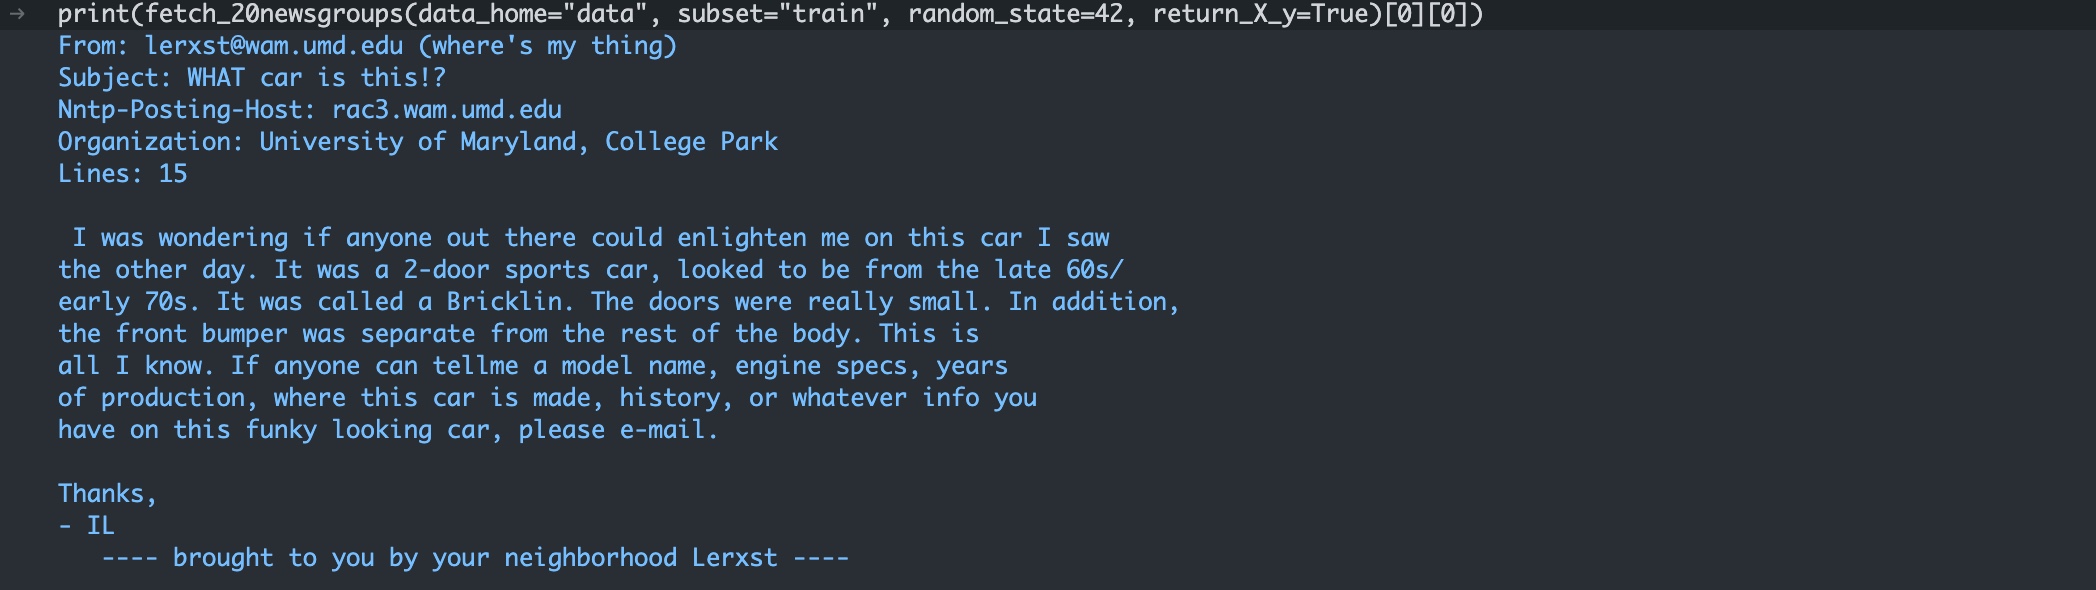 print(fetch_20newsgroups(data_home="data", subset="train", random_state=42, return_X_y=True)[0][0])
From: lerxst@wam.umd.edu (where's my thing)
Subject: WHAT car is this!?
Nntp-Posting-Host: rac3.wam.umd.edu
Organization: University of Maryland, College Park
Lines: 15

 I was wondering if anyone out there could enlighten me on this car I saw
the other day. It was a 2-door sports car, looked to be from the late 60s/
early 70s. It was called a Bricklin. The doors were really small. In addition,
the front bumper was separate from the rest of the body. This is
all I know. If anyone can tellme a model name, engine specs, years
of production, where this car is made, history, or whatever info you
have on this funky looking car, please e-mail.

Thanks,
- IL
   ---- brought to you by your neighborhood Lerxst ----